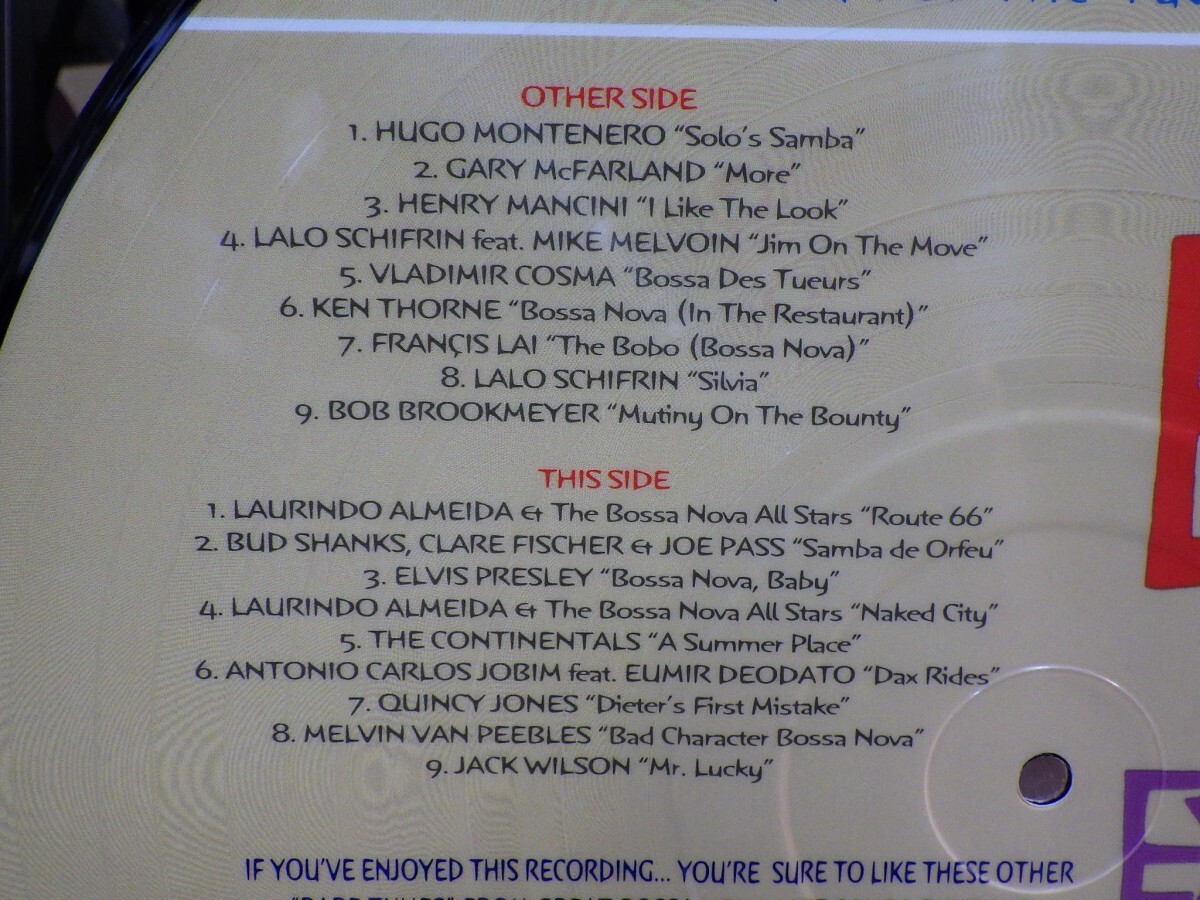 OTHER SIDE
1. HUGO MONTENERO “Solo's Samba”
2. GARY McFARLAND “More”
3. HENRY MANCINI “I Like The Look”
4. LALO SCHIFRIN feat. MIKE MELVOIN “Jim On The Move”
5. VLADIMIR COSMA “Bossa Des Tueurs”
6. KEN THORNE “Bossa Nova (In The Restaurant)”
7. FRANÇIS LAI “The Bobo (Bossa Nova)”
8. LALO SCHIFRIN “Silvia”
9. BOB BROOKMEYER “Mutiny On The Bounty”
THIS SIDE
1. LAURINDO ALMEIDA & The Bossa Nova All Stars “Route 66”
2. BUD SHANKS, CLARE FISCHER & JOE PASS “Samba de Orfeu”
3. ELVIS PRESLEY “Bossa Nova, Baby”
4. LAURINDO ALMEIDA & The Bossa Nova All Stars “Naked City”
5. THE CONTINENTALS “A Summer Place”
6. ANTONIO CARLOS JOBIM feat. EUMIR DEODATO “Dax Rides”
7. QUINCY JONES “Dieter's First Mistake”
8. MELVIN VAN PEEBLES “Bad Character Bossa Nova”
9. JACK WILSON “Mr. Lucky”
IF YOU'VE ENJOYED THIS RECORDING... YOU'RE SURE TO LIKE THESE OTHER